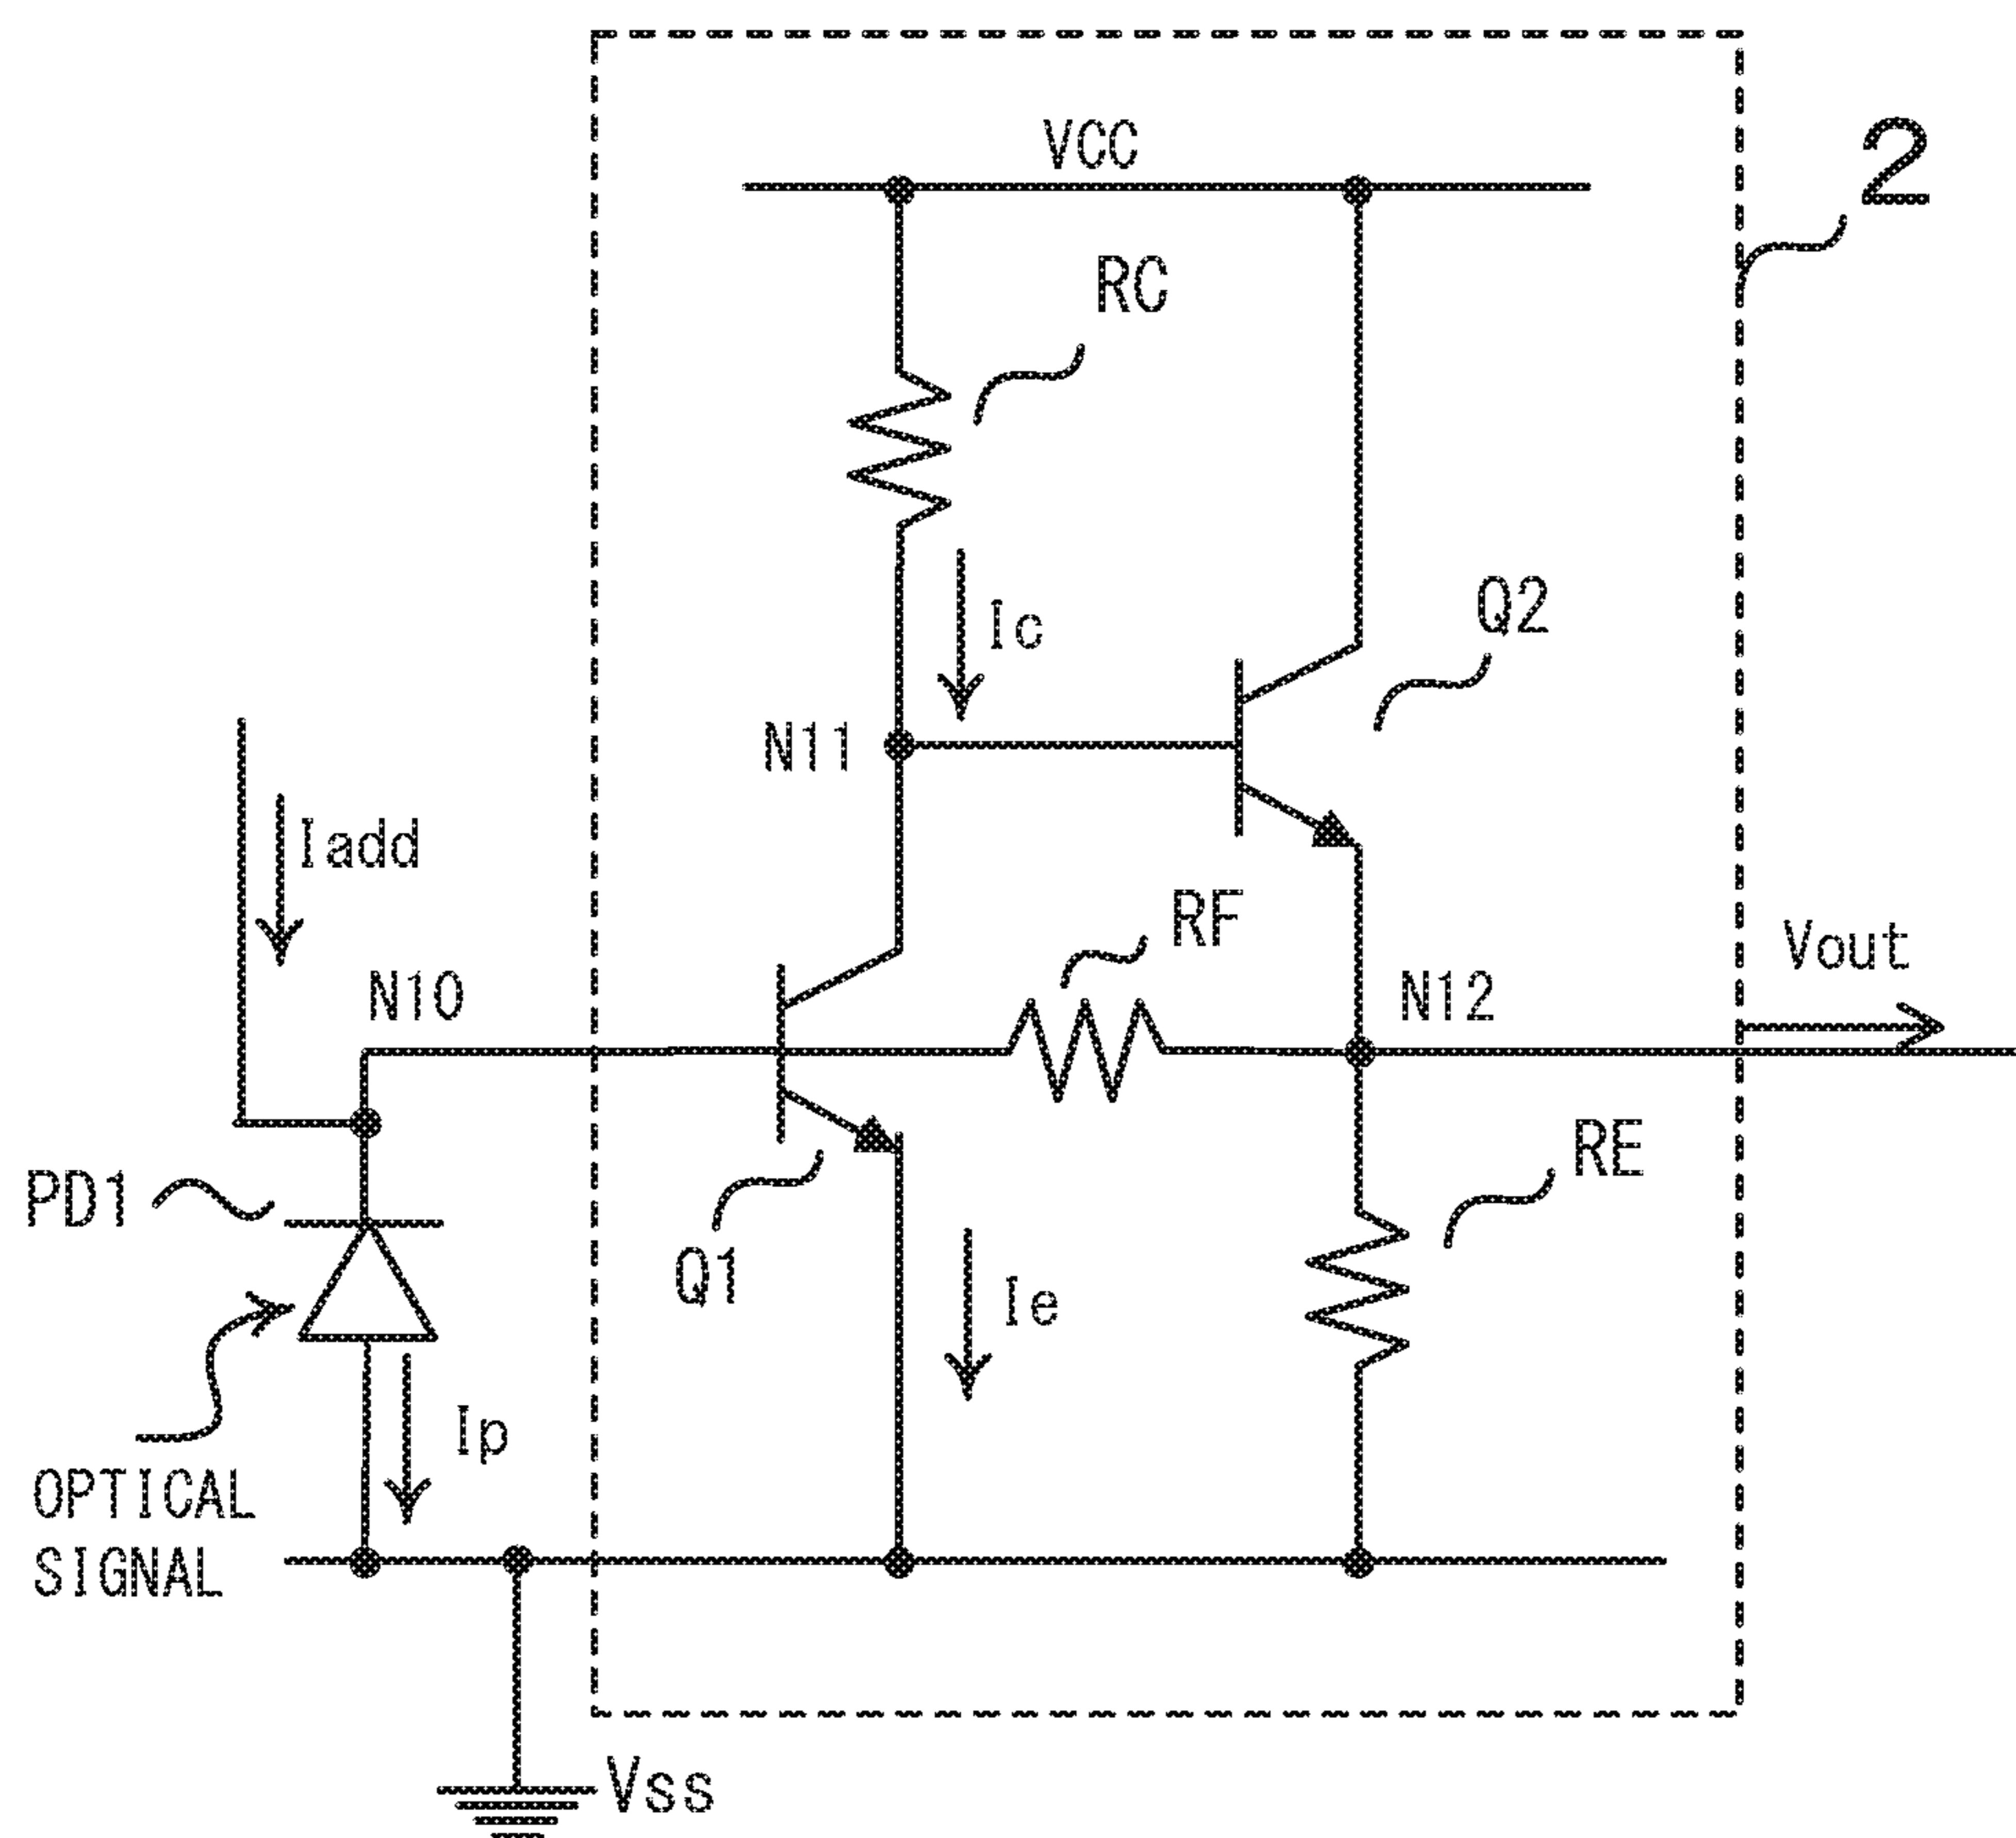 VCC
2
RC
Ic
Q2
N11
Iadd
RF
Vout
N10
N12
PD1
Q1
Ie
RE
Ip
OPTICAL
SIGNAL
Vss